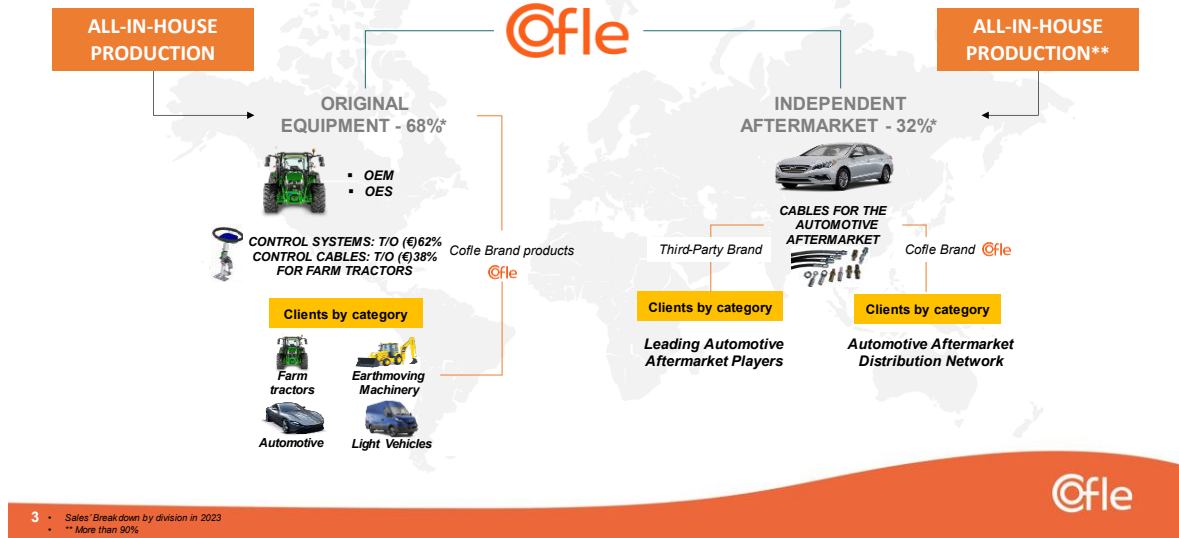 ALL-IN-HOUSE
PRODUCTION
Cofle
ALL-IN-HOUSE
PRODUCTION**
ORIGINAL
EQUIPMENT - 68%*
▪ OEM
▪ OES
CONTROL SYSTEMS: T/O (€)62%
CONTROL CABLES: T/O (€)38%
FOR FARM TRACTORS
Cofle Brand products
Cofle
Clients by category
Farm
tractors
Earthmoving
Machinery
Automotive
Light Vehicles
INDEPENDENT
AFTERMARKET - 32%*
CABLES FOR THE
AUTOMOTIVE
AFTERMARKET
Third-Party Brand
Cofle Brand Cofle
Clients by category
Leading Automotive
Aftermarket Players
Clients by category
Automotive Aftermarket
Distribution Network
Cofle
3 • Sales' Breakdown by division in 2023
• ** More than 90%